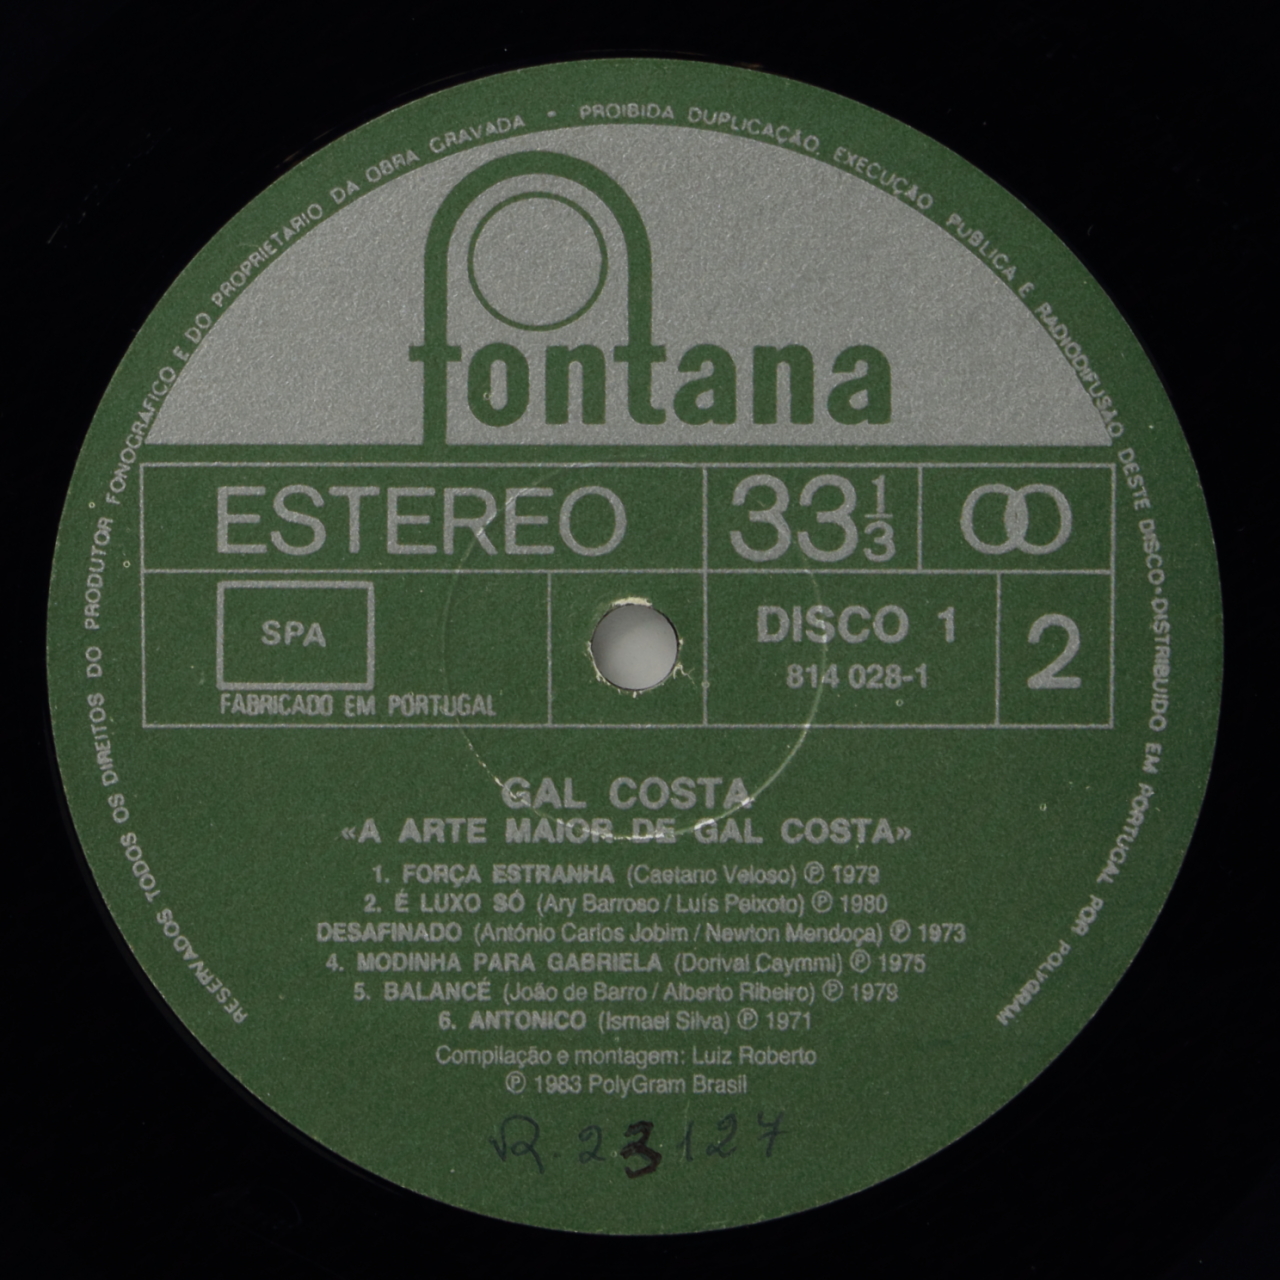 RESERVADOS TODOS OS DIREITOS DO PRODUTOR FONOGRÁFICO E DO PROPRIETARIO DA OBRA GRAVADA - PROIBIDA DUPLICAÇÃO, EXECUÇÃO PUBLICA E RADIODIFUSÃO DESTE DISCO • DISTRIBUIDO EM PORTUGAL POR POLYGRAM
fontana
ESTEREO 33 1/3
SPA
FABRICADO EM PORTUGAL
DISCO 1
814 028-1
2
GAL COSTA
«A ARTE MAIOR DE GAL COSTA»
1. FORÇA ESTRANHA (Caetano Veloso) Ⓟ 1979
2. É LUXO SÓ (Ary Barroso / Luís Peixoto) Ⓟ 1980
DESAFINADO (António Carlos Jobim / Newton Mendoça) Ⓟ 1973
4. MODINHA PARA GABRIELA (Dorival Caymmi) Ⓟ 1975
5. BALANCÉ (João de Barro / Alberto Ribeiro) Ⓟ 1979
6. ANTONICO (Ismael Silva) Ⓟ 1971
Compilação e montagem: Luiz Roberto
Ⓟ 1983 PolyGram Brasil
R. 23127